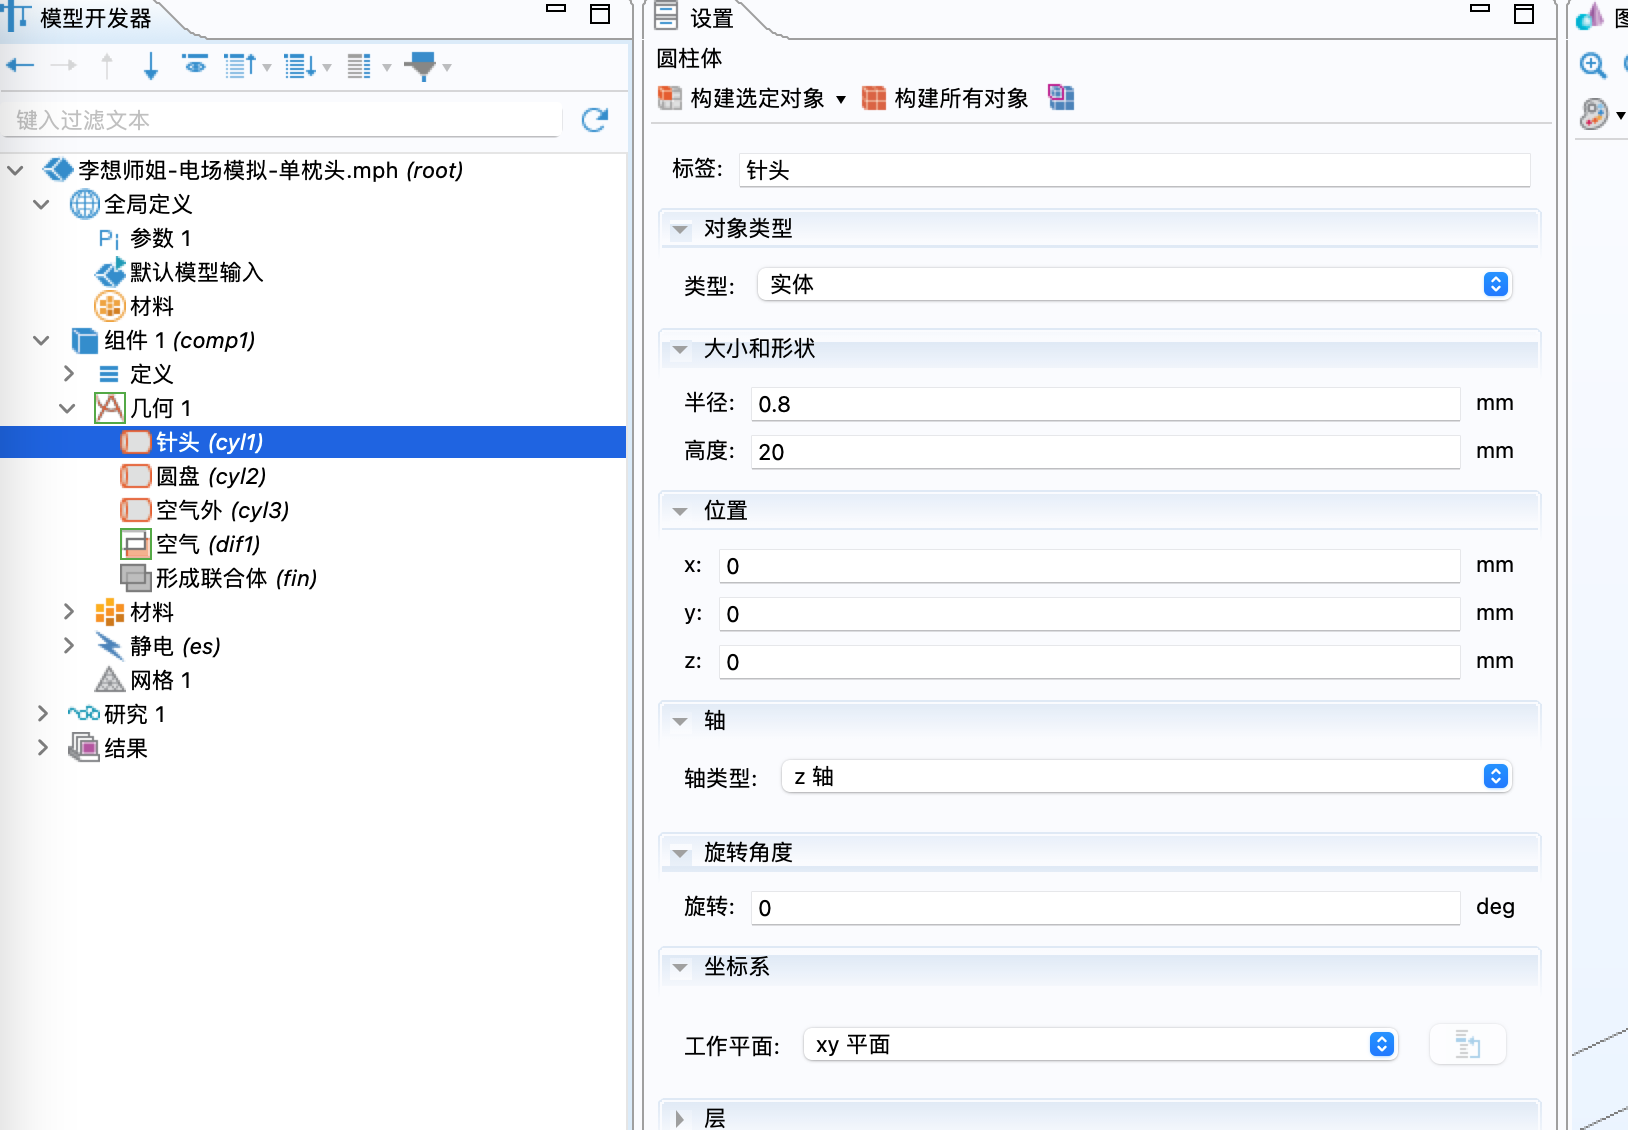 模型开发器
键入过滤文本
李想师姐-电场模拟-单枕头.mph (root)
全局定义
Pi 参数 1
默认模型输入
材料
组件 1 (comp1)
定义
几何 1
针头 (cyl1)
圆盘 (cyl2)
空气外 (cyl3)
空气 (dif1)
形成联合体 (fin)
材料
静电 (es)
网格 1
研究 1
结果
设置
圆柱体
构建选定对象 构建所有对象
标签: 针头
对象类型
类型: 实体
大小和形状
半径: 0.8 mm
高度: 20 mm
位置
x: 0 mm
y: 0 mm
z: 0 mm
轴
轴类型: z 轴
旋转角度
旋转: 0 deg
坐标系
工作平面: xy 平面
层